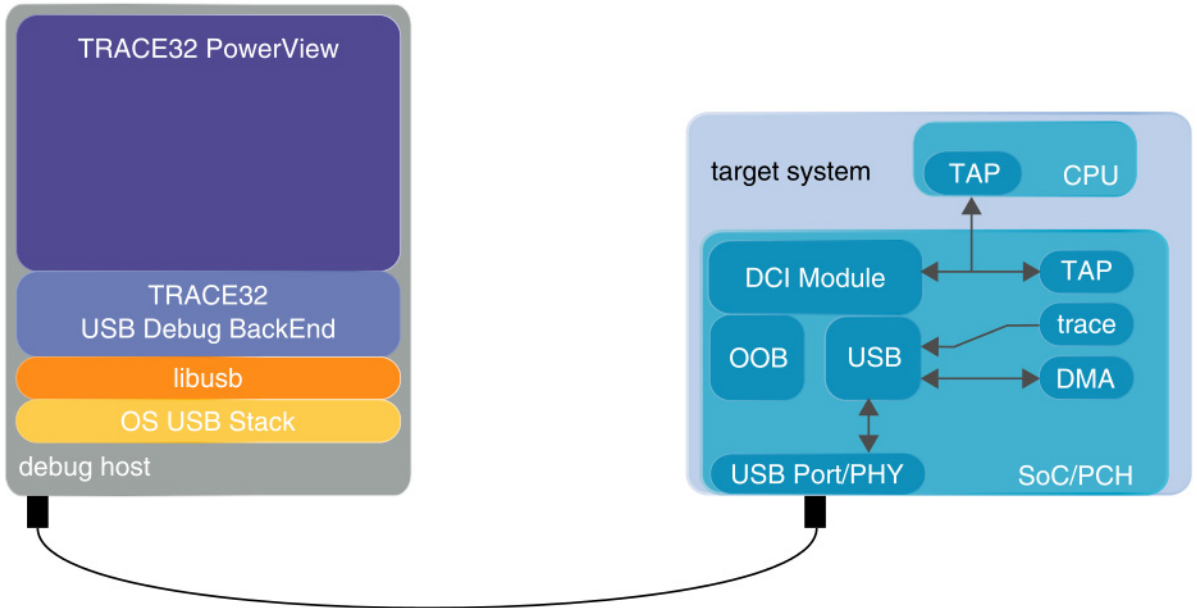 TRACE32 PowerView
TRACE32
USB Debug BackEnd
libusb
OS USB Stack
debug host
target system
TAP
CPU
DCI Module
TAP
OOB
USB
trace
DMA
USB Port/PHY
SoC/PCH